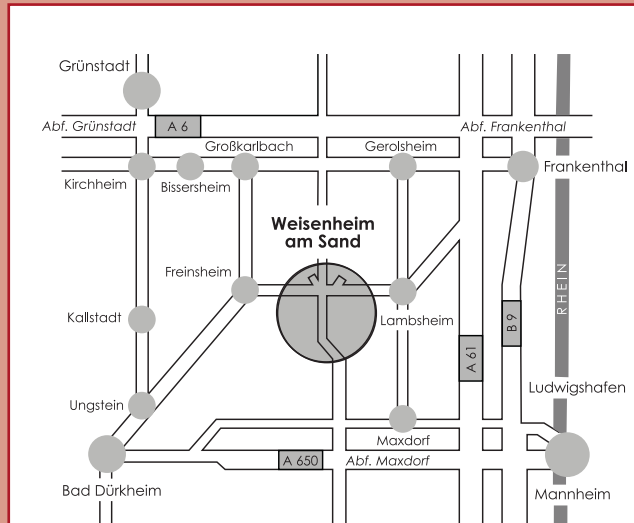 Grünstadt
Abf. Grünstadt
A 6
Abf. Frankenthal
Großkarlbach
Gerolsheim
Kirchheim
Bissersheim
Frankenthal
Weisenheim
am Sand
Freinsheim
RHEIN
Kallstadt
Lambsheim
B 9
A 61
Ludwigshafen
Ungstein
Maxdorf
A 650
Abf. Maxdorf
Bad Dürkheim
Mannheim